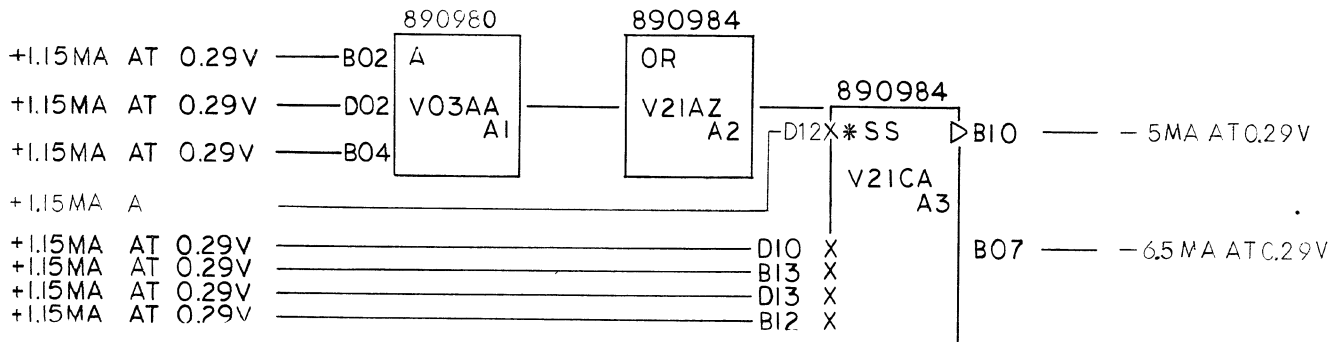 890980 890984
+1.15MA AT 0.29V B02 A OR
890984
+1.15MA AT 0.29V D02 V03AA V21AZ
A1 A2 D12X *SS B10 - 5MA AT 0.29V
+1.15MA AT 0.29V B04
V21CA
+1.15MA A A3
+1.15MA AT 0.29V D10 X B07 - 6.5 MA AT 0.29V
+1.15MA AT 0.29V B13 X
+1.15MA AT 0.29V D13 X
+1.15MA AT 0.29V B12 X